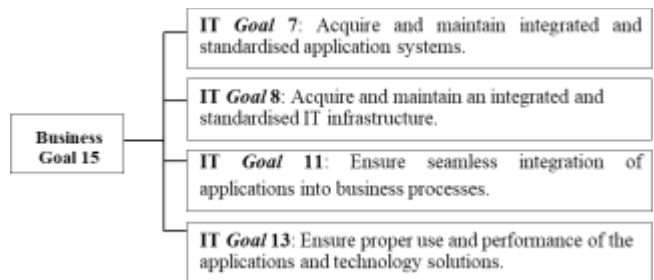 IT Goal 7: Acquire and maintain integrated and
standardised application systems.
IT Goal 8: Acquire and maintain an integrated and
standardised IT infrastructure.
Business
Goal 15
IT Goal 11: Ensure seamless integration of
applications into business processes.
IT Goal 13: Ensure proper use and performance of the
applications and technology solutions.